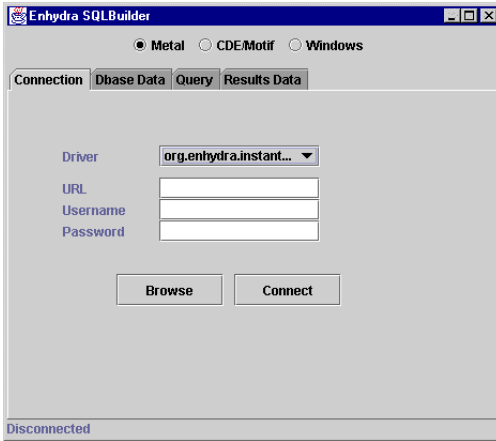 Enhydra SQLBuilder
Metal CDE/Motif Windows
Connection Dbase Data Query Results Data
Driver org.enhydra.instant...
URL
Username
Password
Browse Connect
Disconnected